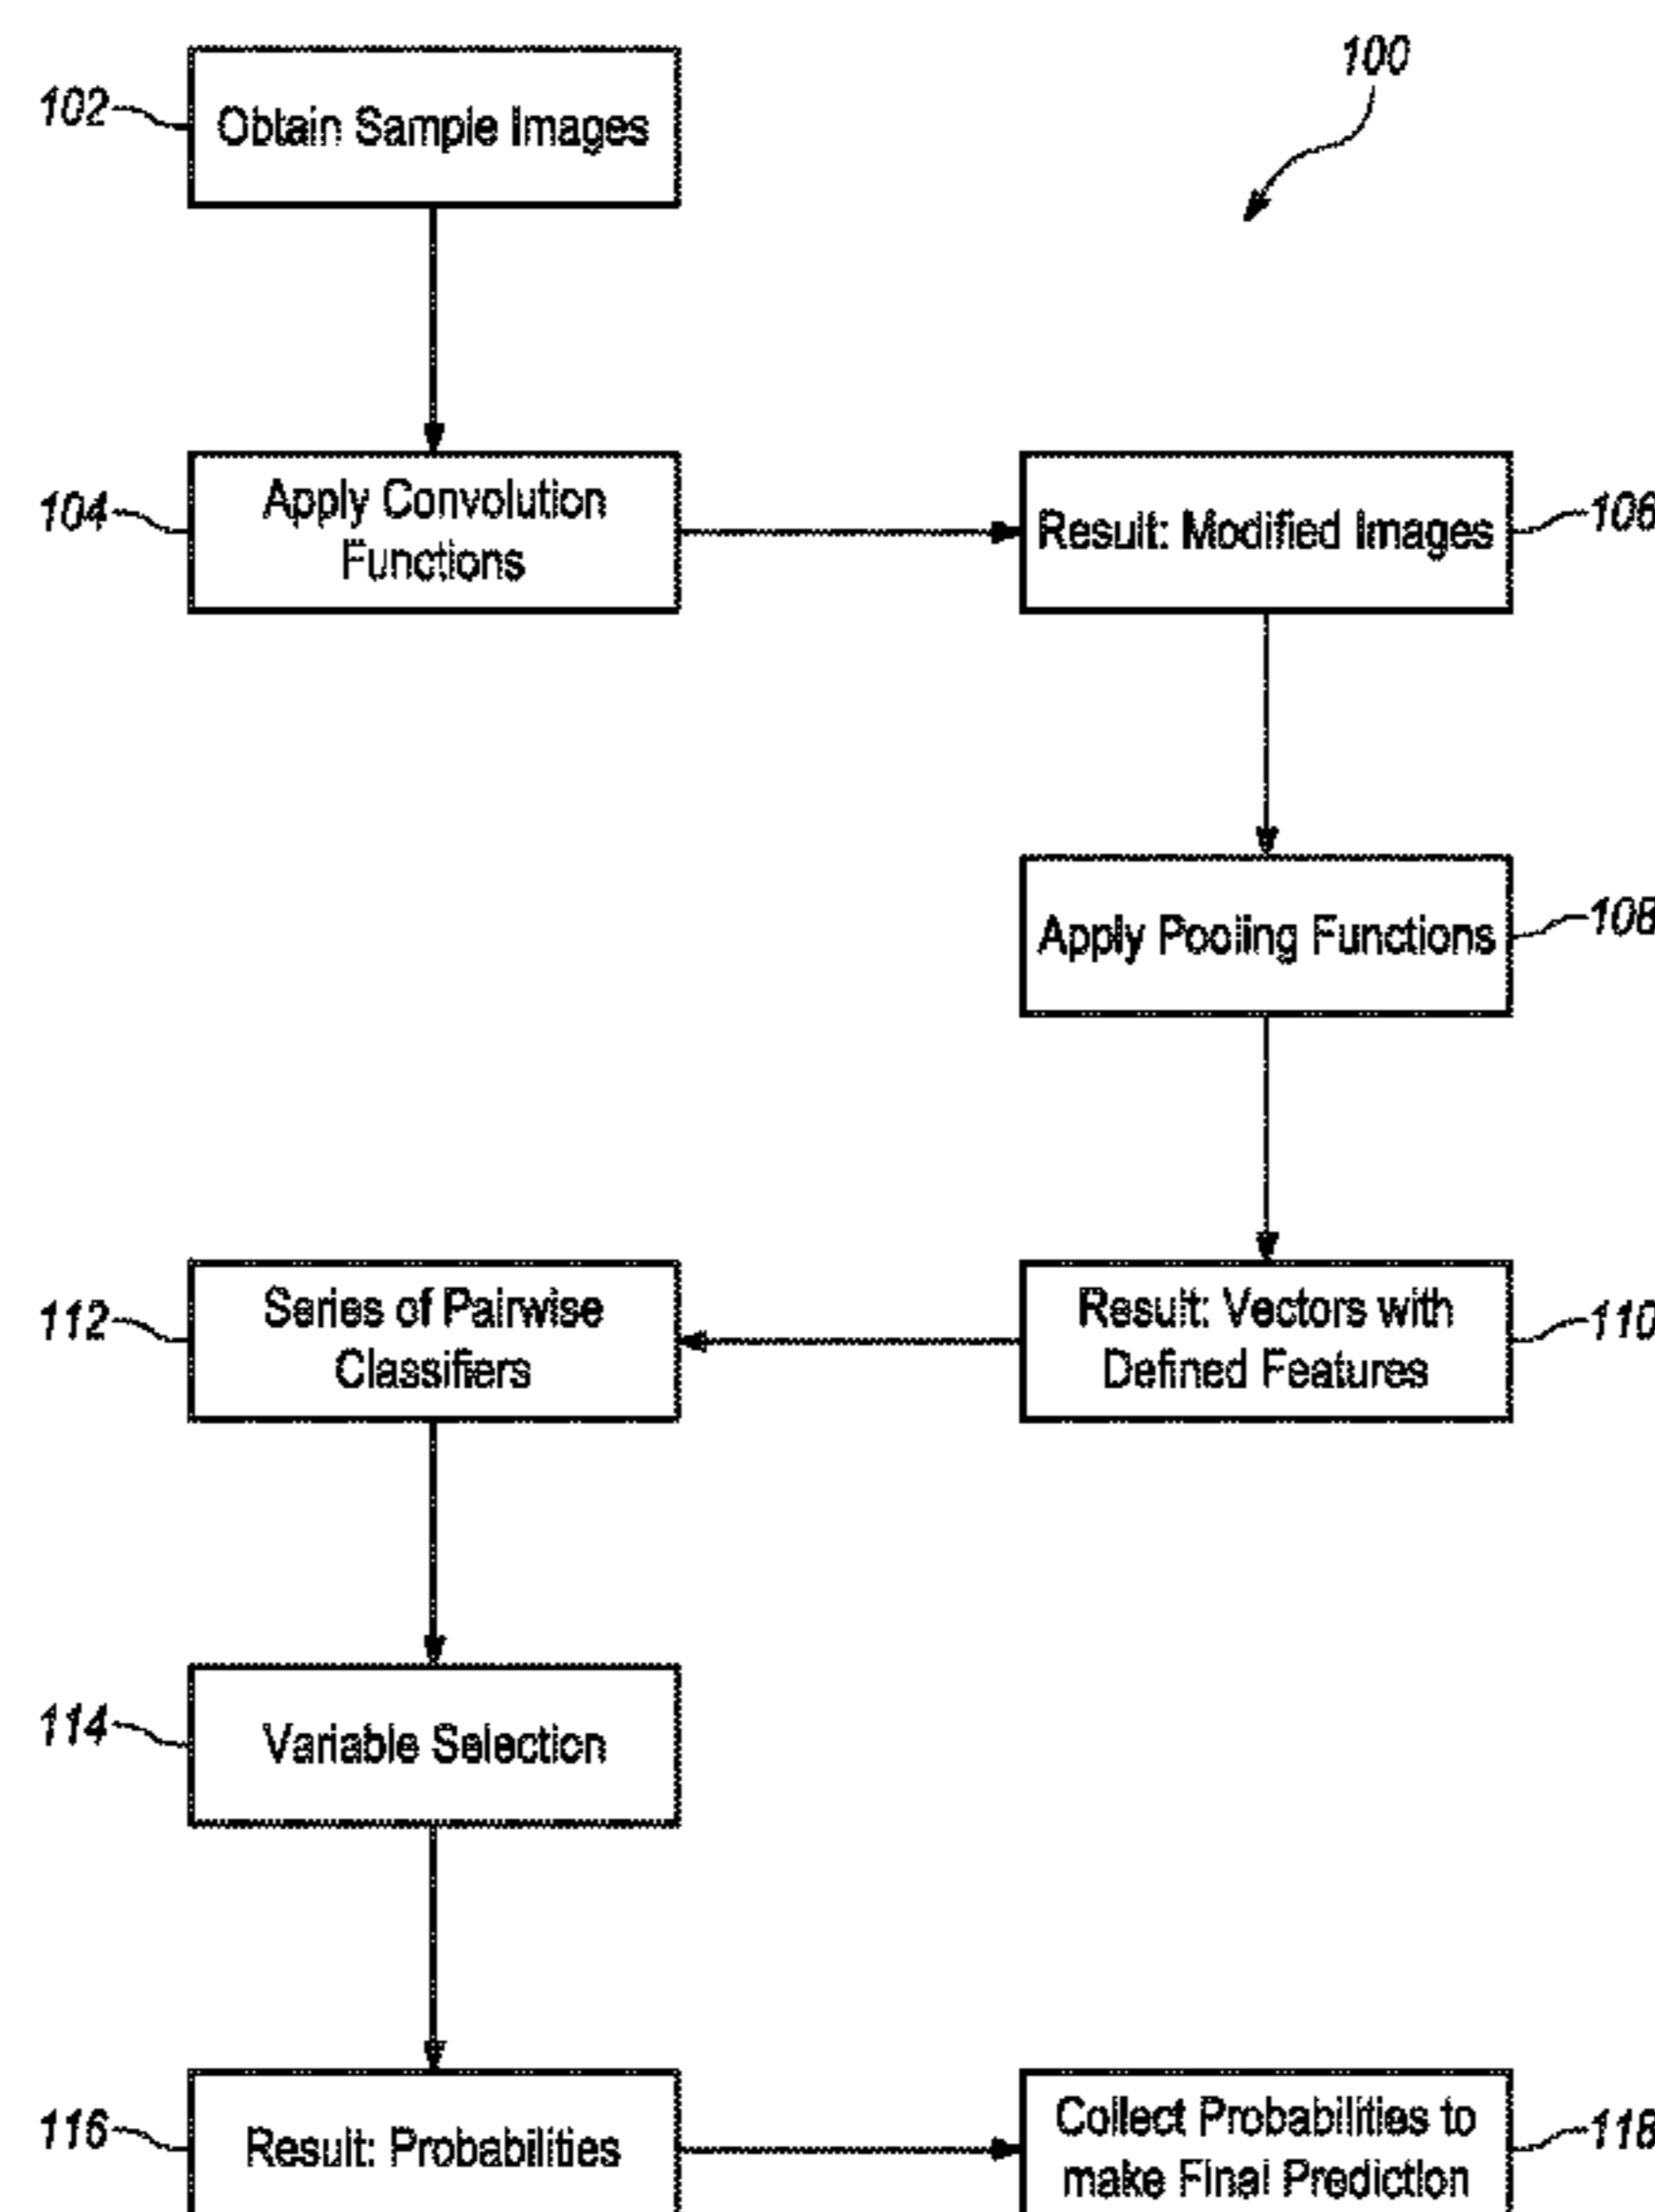 100
102
Obtain Sample Images
104
Apply Convolution
Functions
Result: Modified Images
106
Apply Pooling Functions
108
112
Series of Pairwise
Classifiers
Result: Vectors with
Defined Features
110
114
Variable Selection
116
Result: Probabilities
Collect Probabilities to
make Final Prediction
118